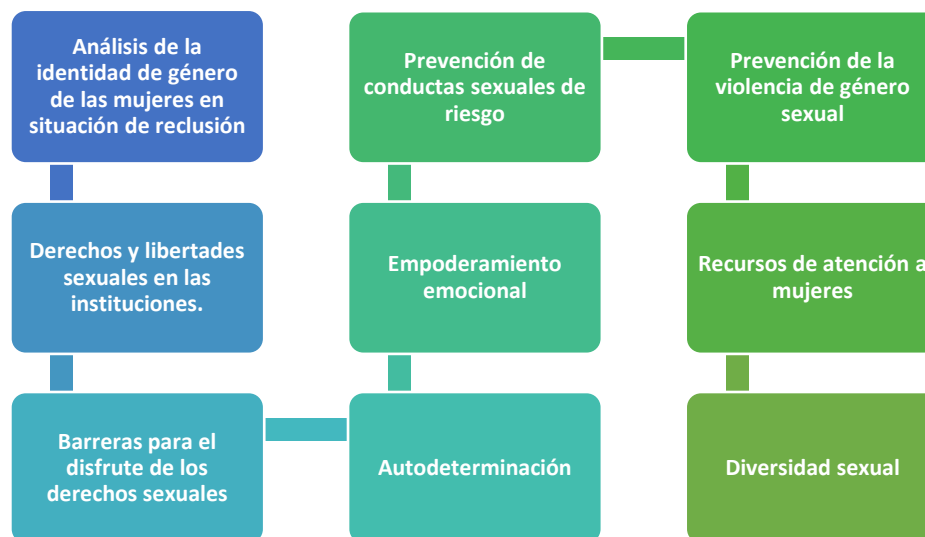 Análisis de la
identidad de género
de las mujeres en
situación de reclusión
Derechos y libertades
sexuales en las
instituciones.
Barreras para el
disfrute de los
derechos sexuales
Autodeterminación
Empoderamiento
emocional
Prevención de
conductas sexuales de
riesgo
Prevención de la
violencia de género
sexual
Recursos de atención a
mujeres
Diversidad sexual